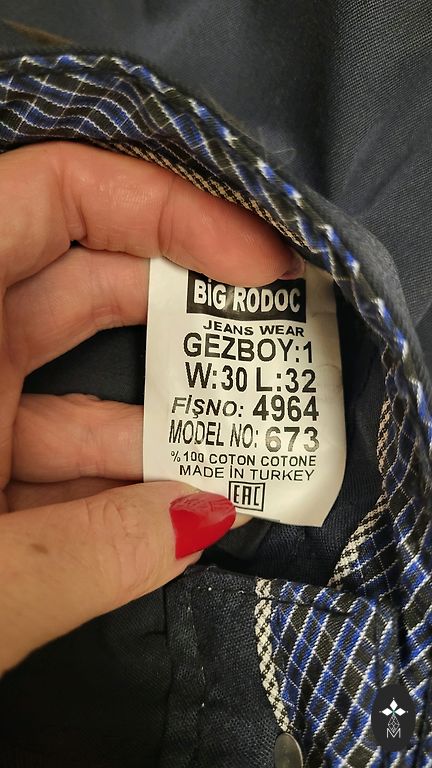 BİG RODOC
JEANS WEAR
GEZBOY:1
W:30 L:32
FİŞNO: 4964
MODEL NO: 673
%100 COTON COTONE
MADE İN TURKEY
EAC
M